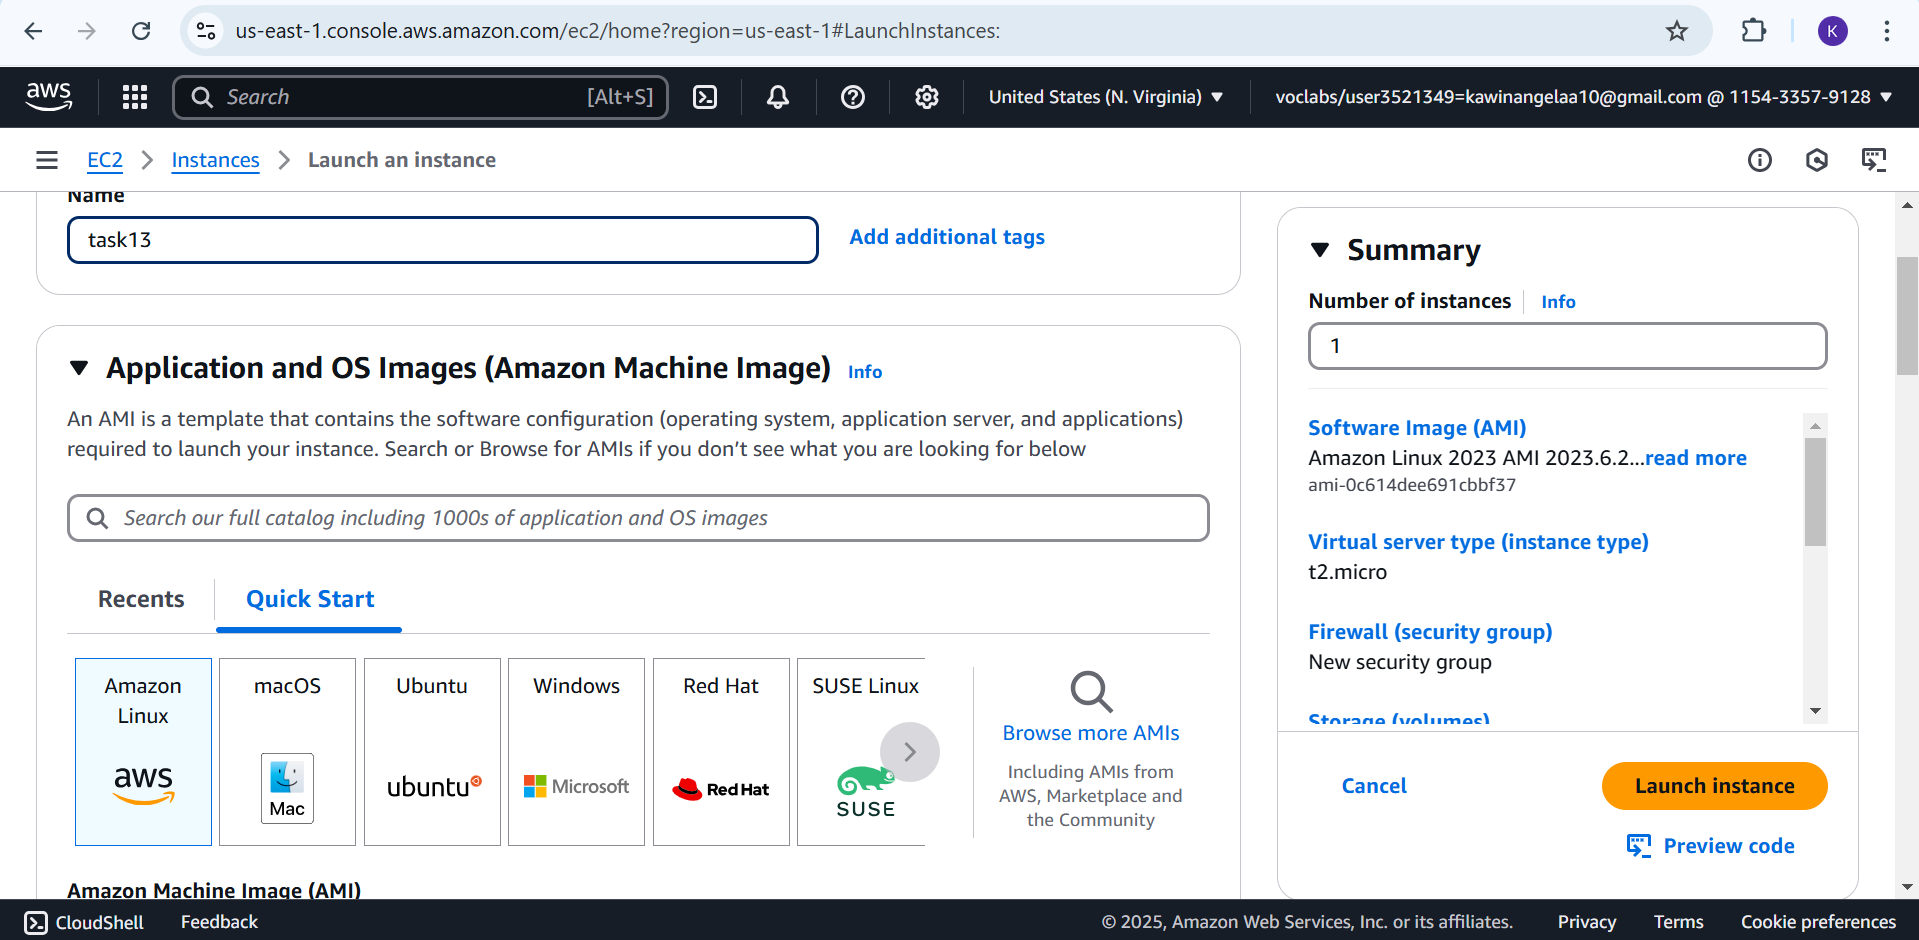 us-east-1.console.aws.amazon.com/ec2/home?region=us-east-1#LaunchInstances:
K
aws
Search
[Alt+S]
United States (N. Virginia)
voclabs/user3521349=kawinangelaa10@gmail.com @ 1154-3357-9128
EC2
Instances
Launch an instance
Name
task13
Add additional tags
Application and OS Images (Amazon Machine Image)
Info
An AMI is a template that contains the software configuration (operating system, application server, and applications)
required to launch your instance. Search or Browse for AMIs if you don’t see what you are looking for below
Search our full catalog including 1000s of application and OS images
Recents
Quick Start
Amazon
Linux
aws
macOS
Mac
Ubuntu
ubuntu
Windows
Microsoft
Red Hat
Red Hat
SUSE Linux
SUSE
Browse more AMIs
Including AMIs from
AWS, Marketplace and
the Community
Amazon Machine Image (AMI)
Summary
Number of instances
Info
1
Software Image (AMI)
Amazon Linux 2023 AMI 2023.6.2...read more
ami-0c614dee691cbbf37
Virtual server type (instance type)
t2.micro
Firewall (security group)
New security group
Storage (volumes)
Cancel
Launch instance
Preview code
CloudShell
Feedback
© 2025, Amazon Web Services, Inc. or its affiliates.
Privacy
Terms
Cookie preferences